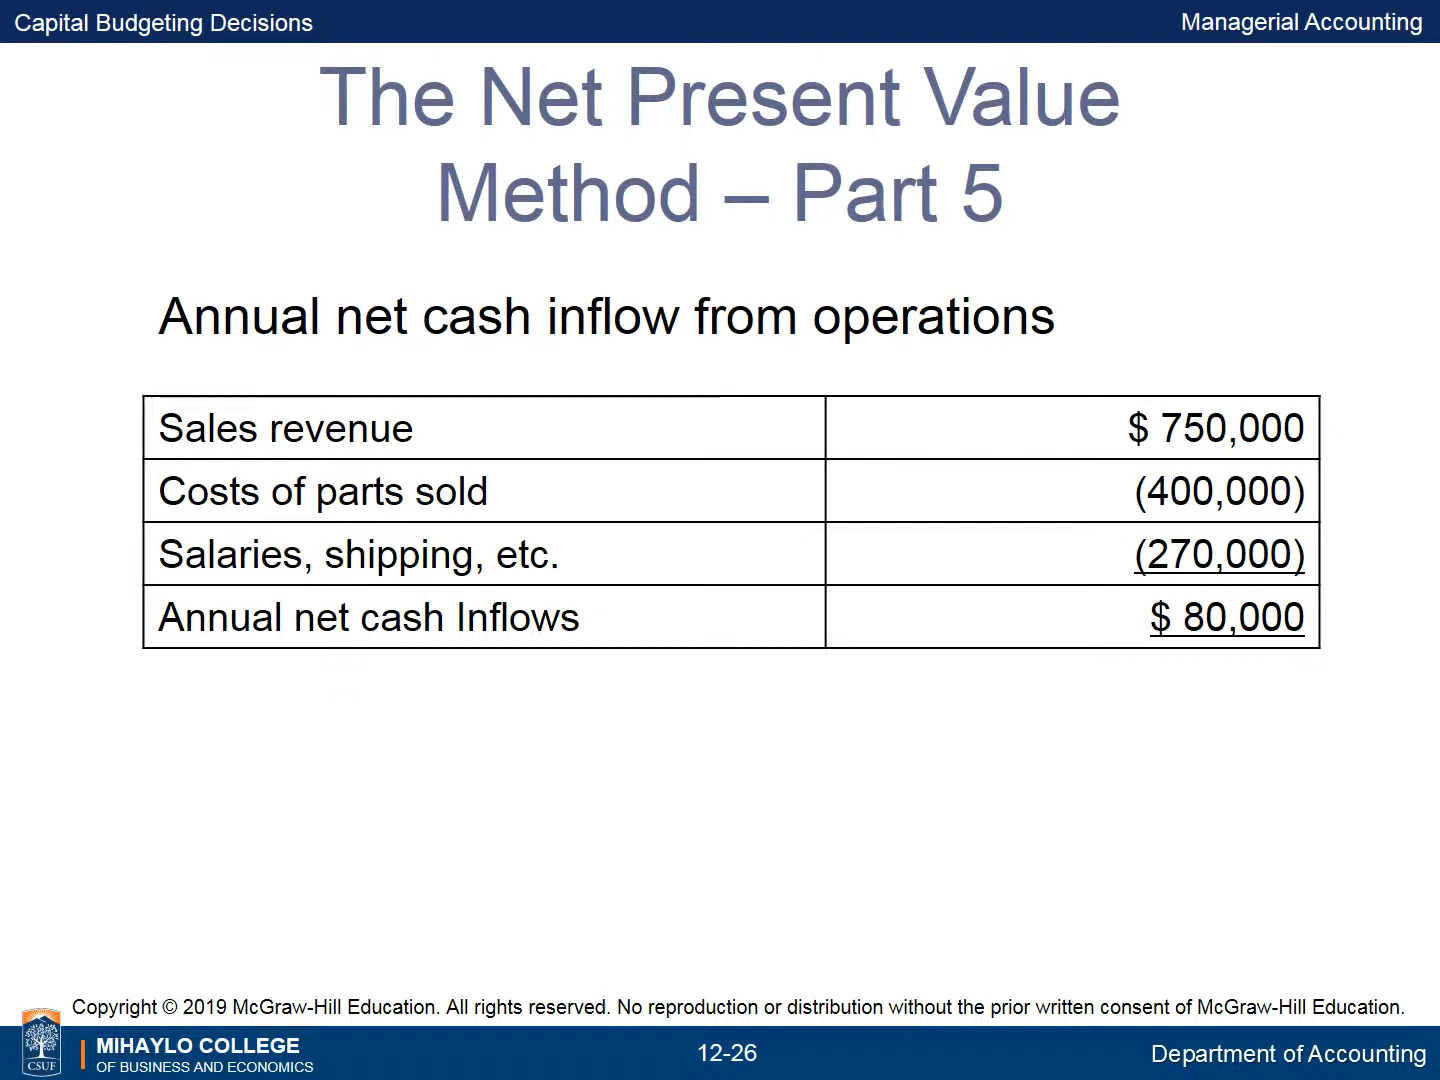 Capital Budgeting Decisions
Managerial Accounting
The Net Present Value
Method – Part 5
Annual net cash inflow from operations
Sales revenue $ 750,000
Costs of parts sold (400,000)
Salaries, shipping, etc. (270,000)
Annual net cash Inflows $ 80,000
Copyright © 2019 McGraw-Hill Education. All rights reserved. No reproduction or distribution without the prior written consent of McGraw-Hill Education.
CSUF
MIHAYLO COLLEGE
OF BUSINESS AND ECONOMICS
12-26
Department of Accounting